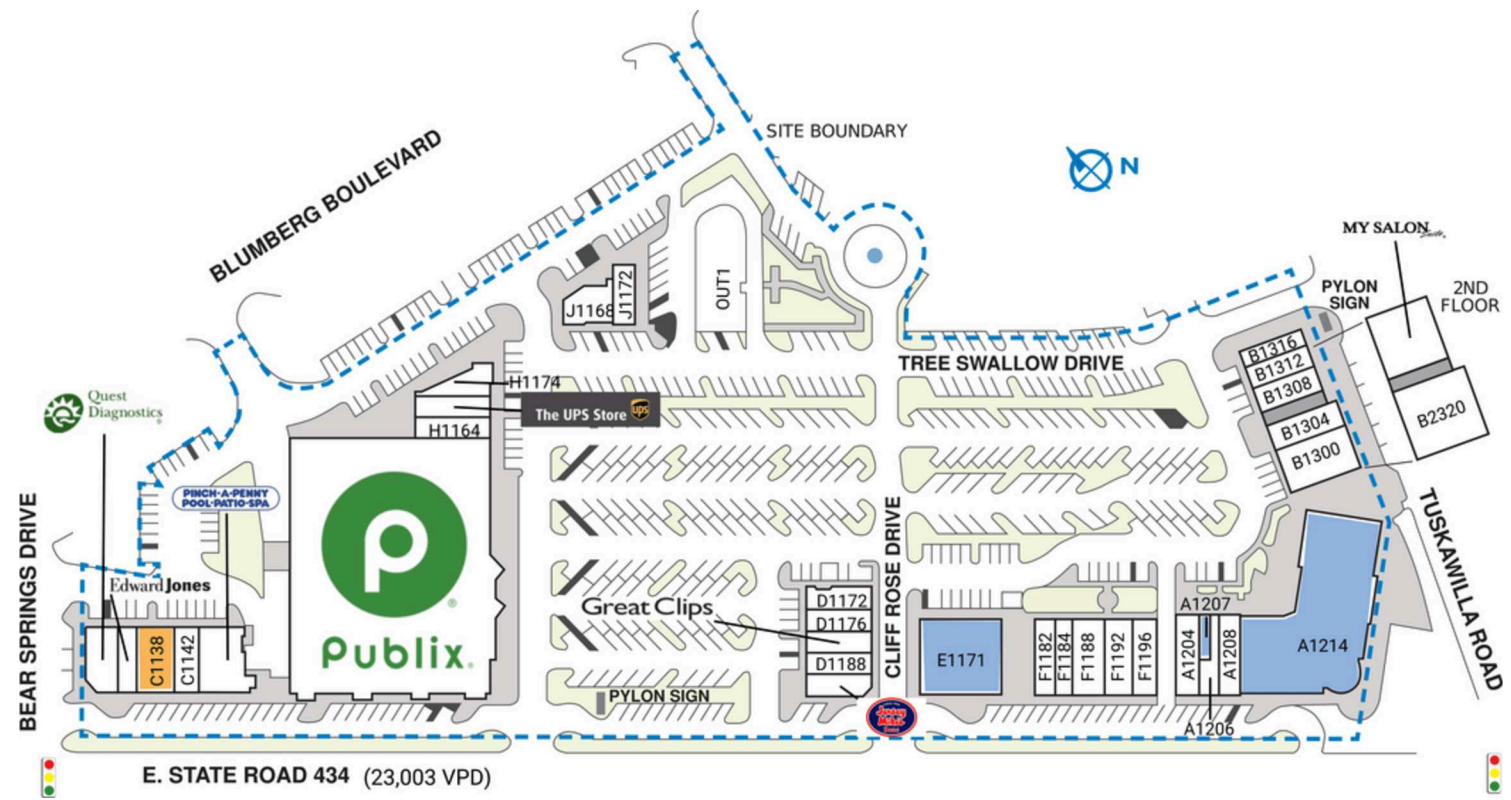 BLUMBERG BOULEVARD
SITE BOUNDARY
N
MY SALON
Suite
2ND
FLOOR
PYLON
SIGN
J1168
J1172
OUT1
TREE SWALLOW DRIVE
B1316
B1312
B1308
B1304
B1300
B2320
H1174
The UPS Store
ups
H1164
Quest
Diagnostics
PINCH-A-PENNY
POOL·PATIO·SPA
Edward Jones
BEAR SPRINGS DRIVE
C1138
C1142
P
Publix
Great Clips
D1172
D1176
D1188
PYLON SIGN
CLIFF ROSE DRIVE
Jersey
Mike's
Subs
E1171
F1182
F1184
F1188
F1192
F1196
A1207
A1204
A1208
A1206
A1214
TUSKAWILLA ROAD
E. STATE ROAD 434 (23,003 VPD)